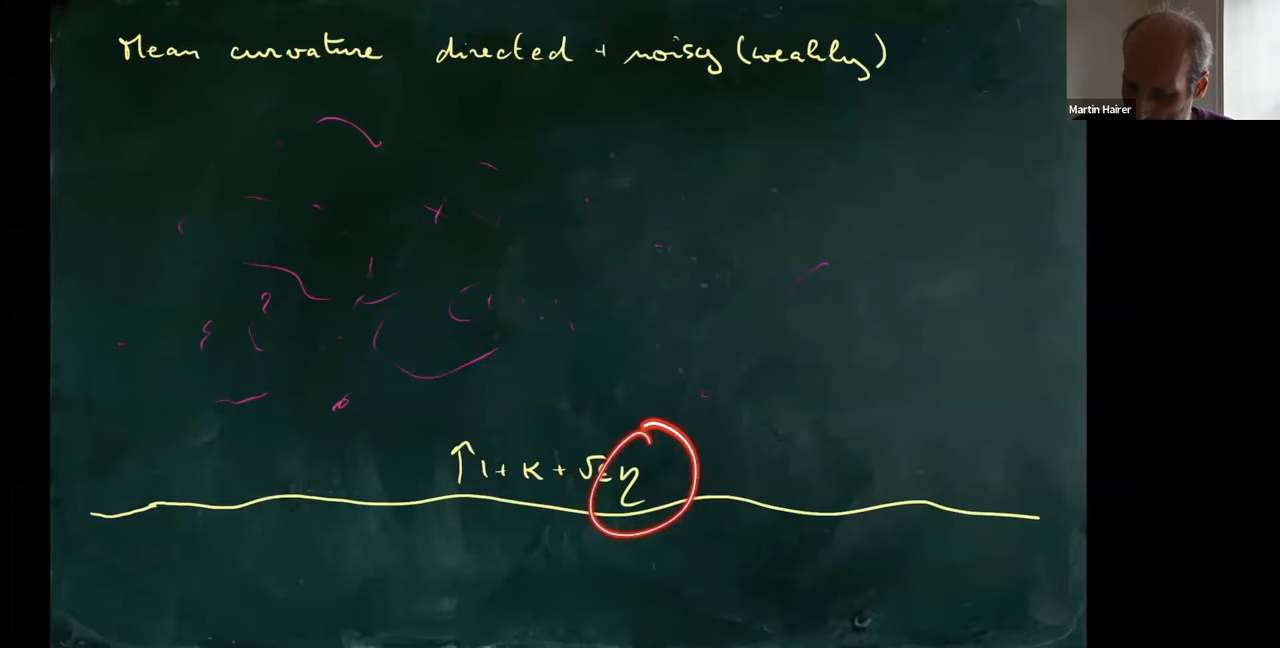 Mean curvature directed + noisy (weakly)
Martin Hairer
↑ 1 + K + √ε η